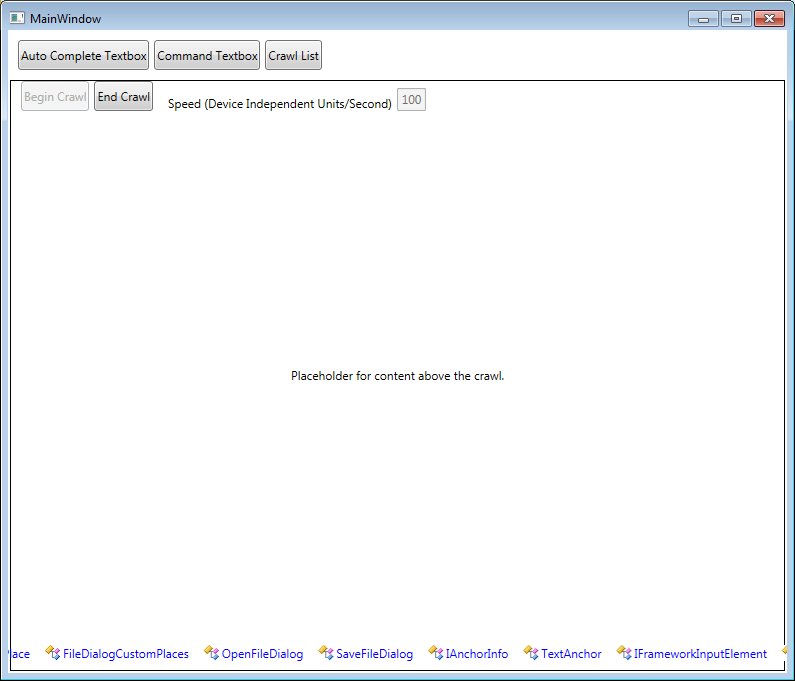 MainWindow
Auto Complete Textbox Command Textbox Crawl List
Begin Crawl End Crawl Speed (Device Independent Units/Second) 100
Placeholder for content above the crawl.
FileDialogCustomPlaces OpenFileDialog SaveFileDialog IAnchorInfo TextAnchor IFrameworkInputElement